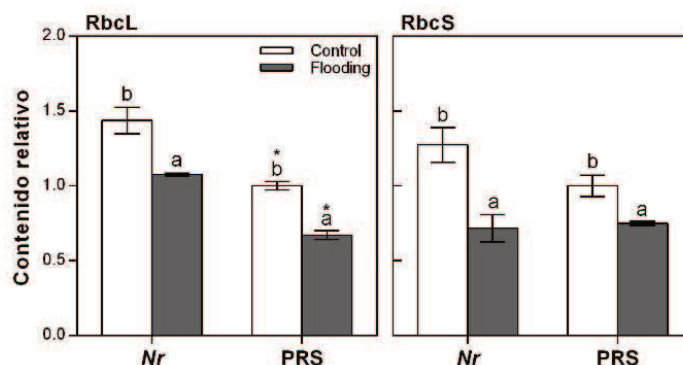 RbcL
RbcS
2.0
Control
Flooding
b
1.5
b
a
*
b
b
1.0
*
a
a
a
0.5
0.0
Contenido relativo
Nr
PRS
Nr
PRS